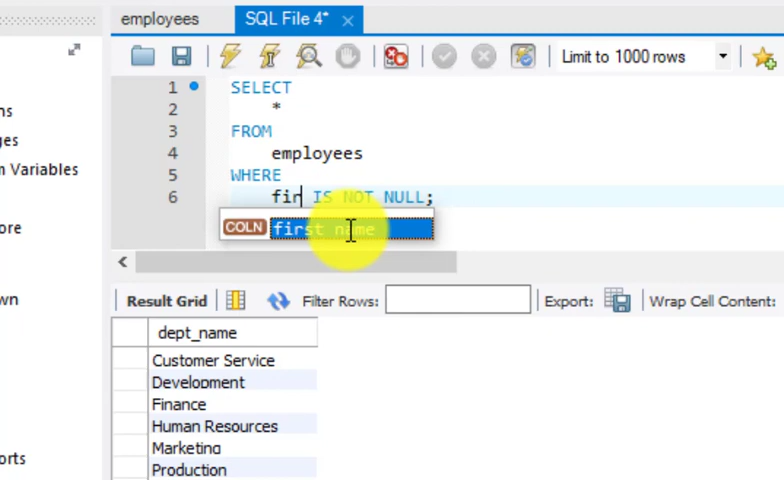 employees SQL File 4*
Limit to 1000 rows
ns
1 SELECT
2 *
ges
3 FROM
4 employees
m Variables
5 WHERE
6 fir IS NOT NULL;
ore
COLN first_name
Result Grid Filter Rows: Export: Wrap Cell Content:
wn
dept_name
Customer Service
Development
Finance
Human Resources
Marketing
orts
Production